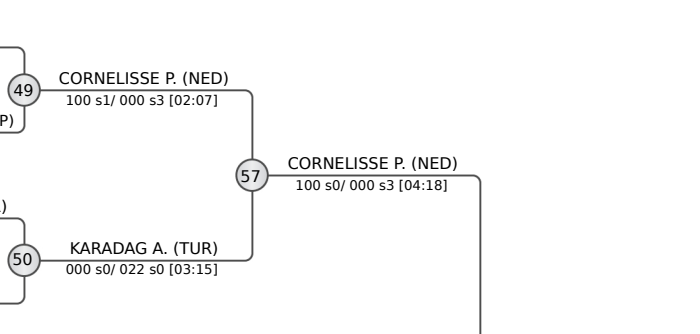 CORNELISSE P. (NED)
49
100 s1/ 000 s3 [02:07]
P)
CORNELISSE P. (NED)
57
100 s0/ 000 s3 [04:18]
)
KARADAG A. (TUR)
50
000 s0/ 022 s0 [03:15]